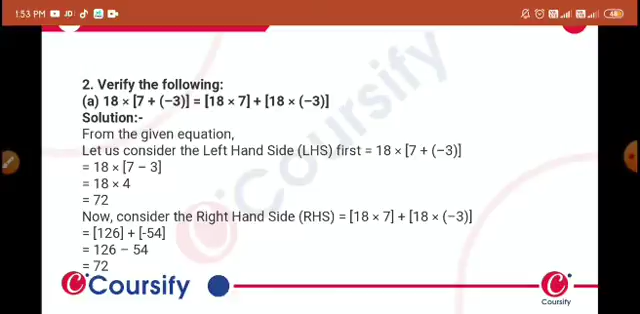 1:53 PM
2. Verify the following:
(a) 18 × [7 + (−3)] = [18 × 7] + [18 × (−3)]
Solution:-
From the given equation,
Let us consider the Left Hand Side (LHS) first = 18 × [7 + (−3)]
= 18 × [7 − 3]
= 18 × 4
= 72
Now, consider the Right Hand Side (RHS) = [18 × 7] + [18 × (−3)]
= [126] + [-54]
= 126 − 54
= 72
Coursify
Coursify
Coursify